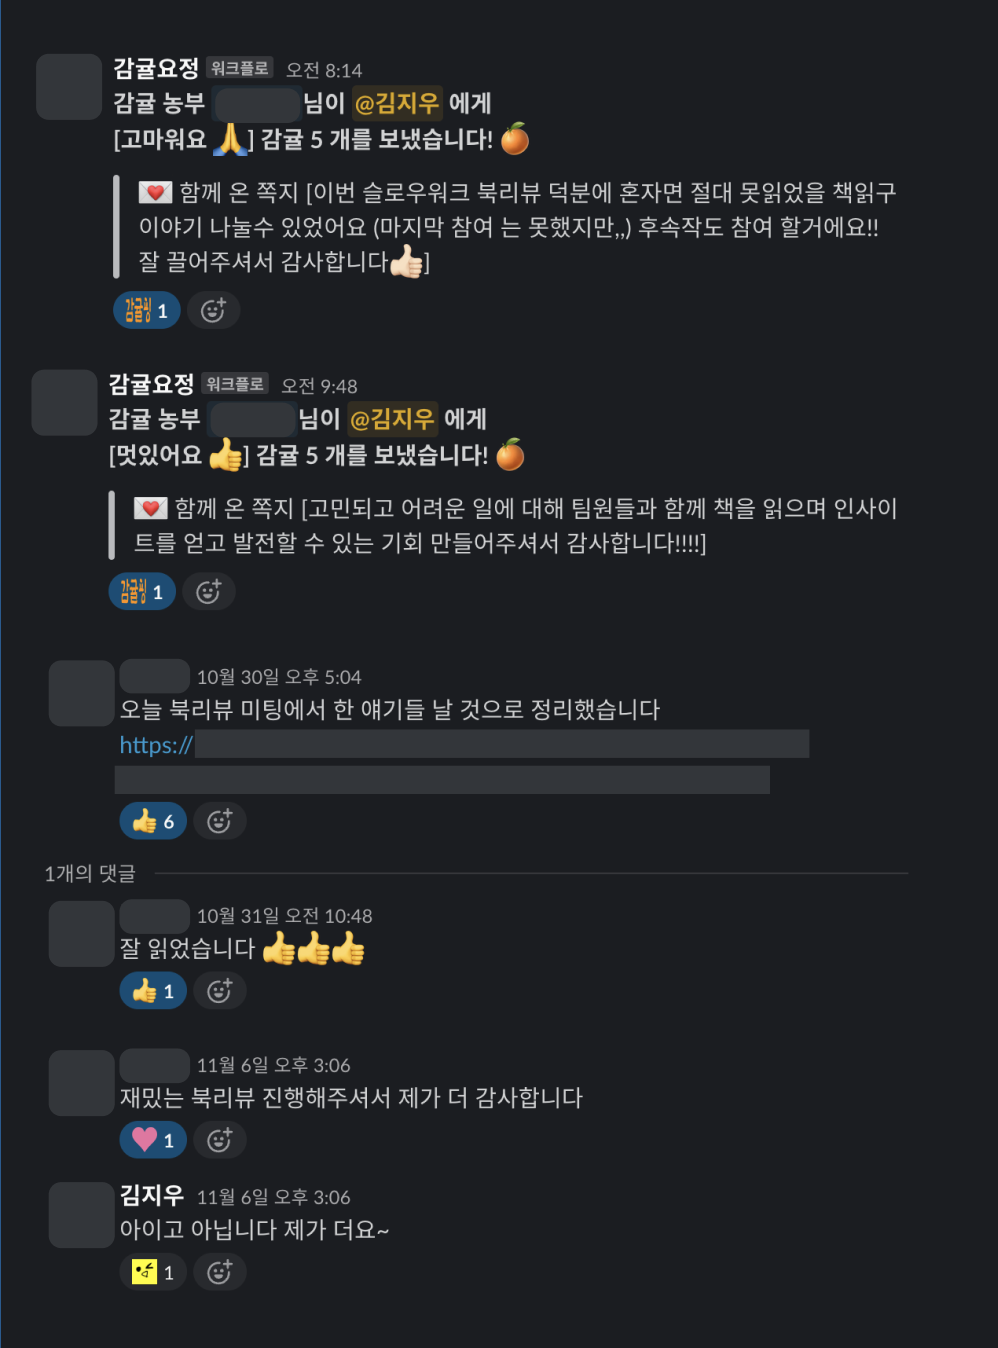 감귤요정 워크플로 오전 8:14
감귤 농부 님이 @김지우 에게
[고마워요 🙏] 감귤 5 개를 보냈습니다! 🍊
💌 함께 온 쪽지 [이번 슬로우워크 북리뷰 덕분에 혼자면 절대 못읽었을 책읽구
이야기 나눌수 있었어요 (마지막 참여 는 못했지만,,) 후속작도 참여 할거에요!!
잘 끌어주셔서 감사합니다👍🏻]
감귤핑 1
감귤요정 워크플로 오전 9:48
감귤 농부 님이 @김지우 에게
[멋있어요 👍] 감귤 5 개를 보냈습니다! 🍊
💌 함께 온 쪽지 [고민되고 어려운 일에 대해 팀원들과 함께 책을 읽으며 인사이
트를 얻고 발전할 수 있는 기회 만들어주셔서 감사합니다!!!!]
감귤핑 1
10월 30일 오후 5:04
오늘 북리뷰 미팅에서 한 얘기들 날 것으로 정리했습니다
https://
👍 6
1개의 댓글
10월 31일 오전 10:48
잘 읽었습니다 👍👍👍
👍 1
11월 6일 오후 3:06
재밌는 북리뷰 진행해주셔서 제가 더 감사합니다
🩷 1
김지우 11월 6일 오후 3:06
아이고 아닙니다 제가 더요~
1